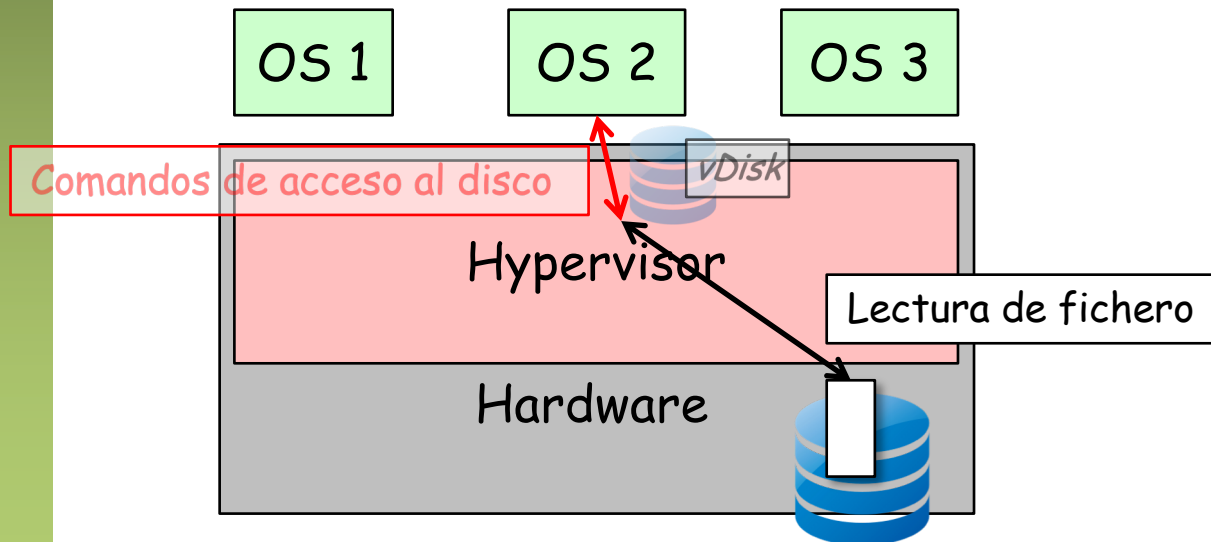 OS 1
OS 2
OS 3
vDisk
Comandos de acceso al disco
Hypervisor
Lectura de fichero
Hardware